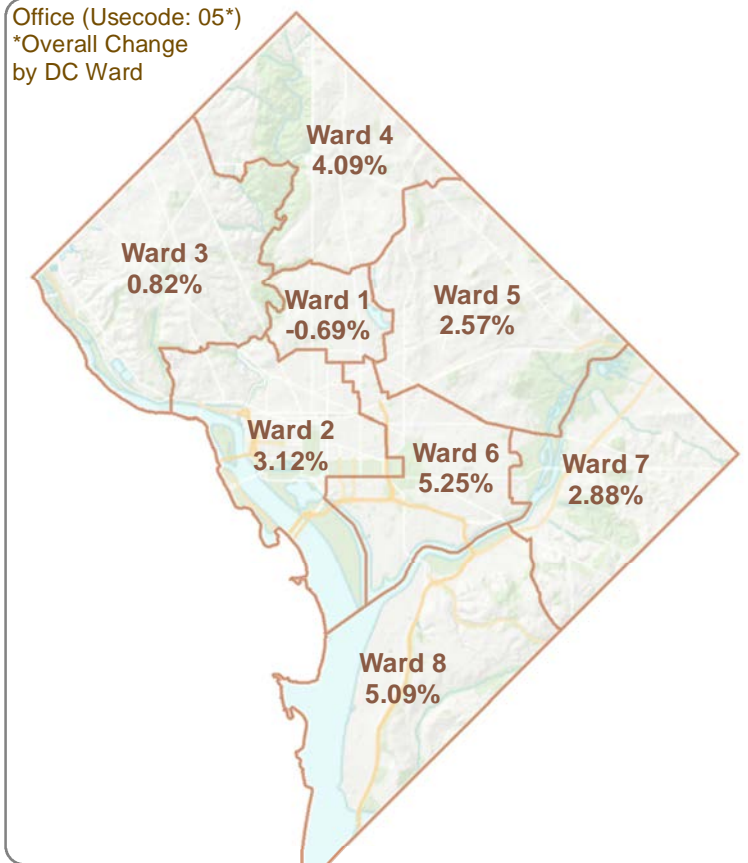 Office (Usecode: 05*)
*Overall Change
by DC Ward
Ward 4
4.09%
Ward 3
0.82%
Ward 1
-0.69%
Ward 5
2.57%
Ward 2
3.12%
Ward 6
5.25%
Ward 7
2.88%
Ward 8
5.09%